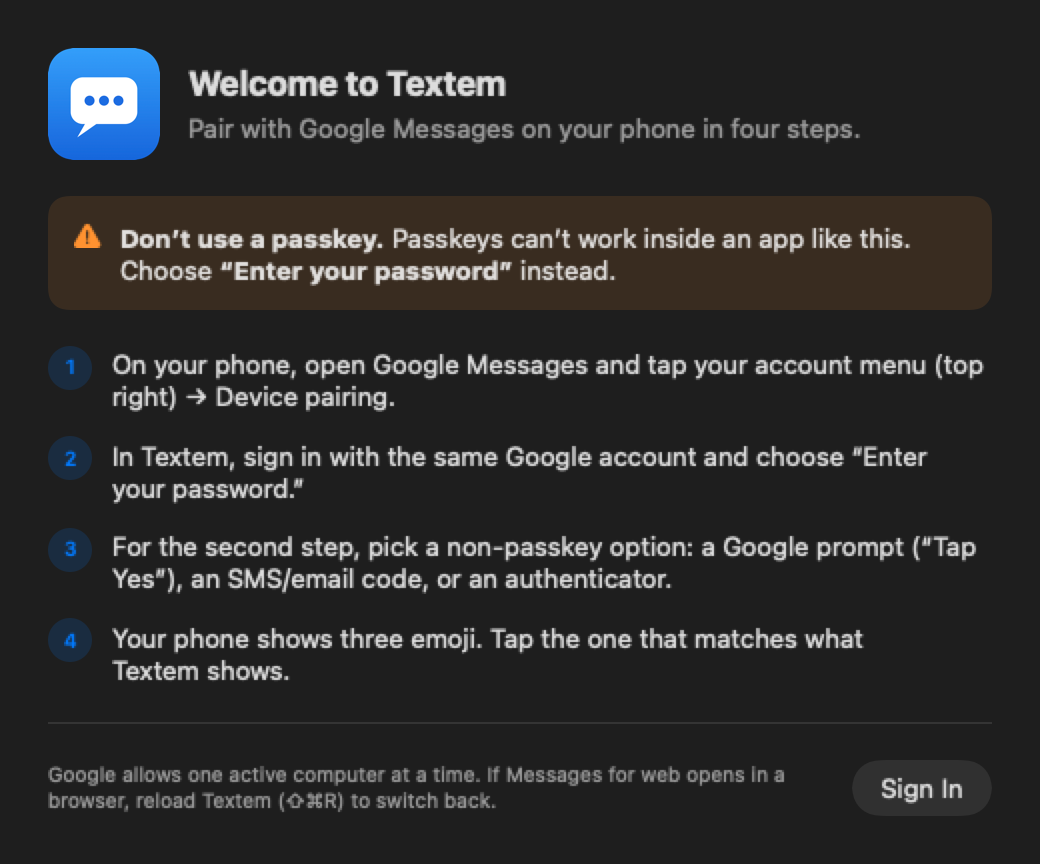 Welcome to Textem
Pair with Google Messages on your phone in four steps.
Don’t use a passkey. Passkeys can’t work inside an app like this.
Choose “Enter your password” instead.
1 On your phone, open Google Messages and tap your account menu (top
right) → Device pairing.
2 In Textem, sign in with the same Google account and choose “Enter
your password.”
3 For the second step, pick a non-passkey option: a Google prompt (“Tap
Yes”), an SMS/email code, or an authenticator.
4 Your phone shows three emoji. Tap the one that matches what
Textem shows.
Google allows one active computer at a time. If Messages for web opens in a
browser, reload Textem (⇧⌘R) to switch back.
Sign In